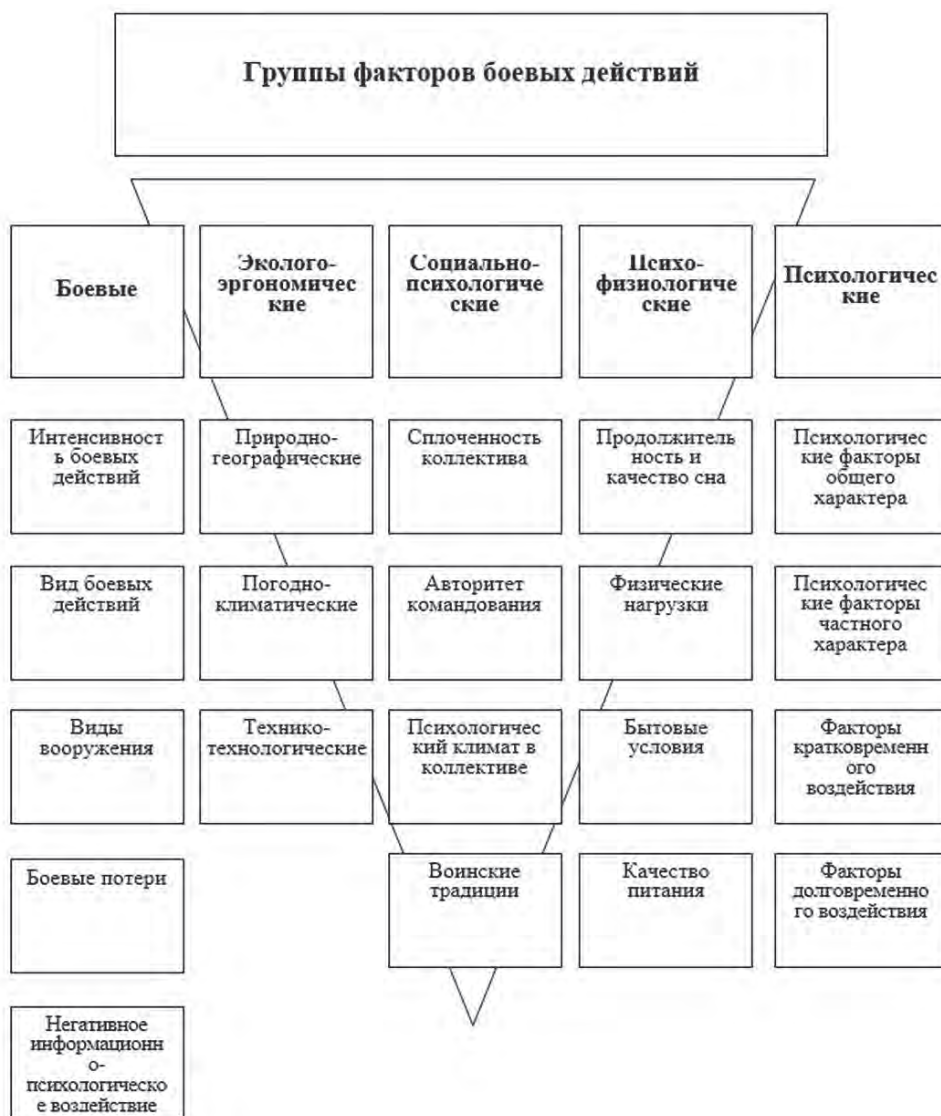 Группы факторов боевых действий
Боевые
Эколого-
эргономичес
кие
Социально-
психологиче
ские
Психо-
физиологиче
ские
Психологичес
кие
Интенсивност
ь боевых
действий
Природно-
географические
Сплоченность
коллектива
Продолжитель
ность и
качество сна
Психологичес
кие факторы
общего
характера
Вид боевых
действий
Погодно-
климатические
Авторитет
командования
Физические
нагрузки
Психологичес
кие факторы
частного
характера
Виды
вооружения
Технико-
технологические
Психологичес
кий климат в
коллективе
Бытовые
условия
Факторы
кратковременн
ого
воздействия
Боевые потери
Воинские
традиции
Качество
питания
Факторы
долговременно
го воздействия
Негативное
информационн
о-
психологическо
е воздействие